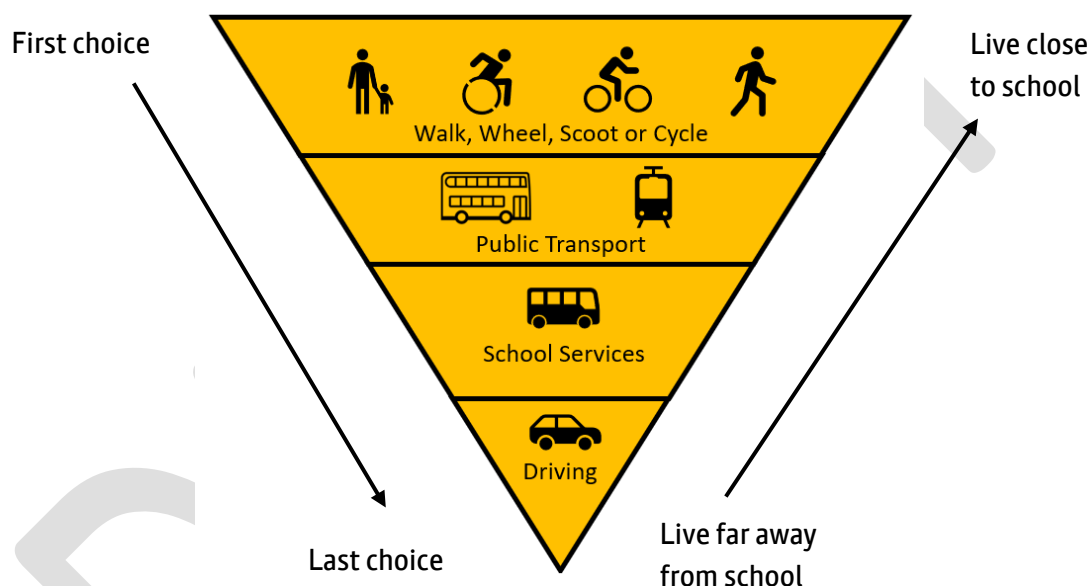 First choice
Live close
to school
Walk, Wheel, Scoot or Cycle
Public Transport
School Services
Driving
Last choice
Live far away
from school